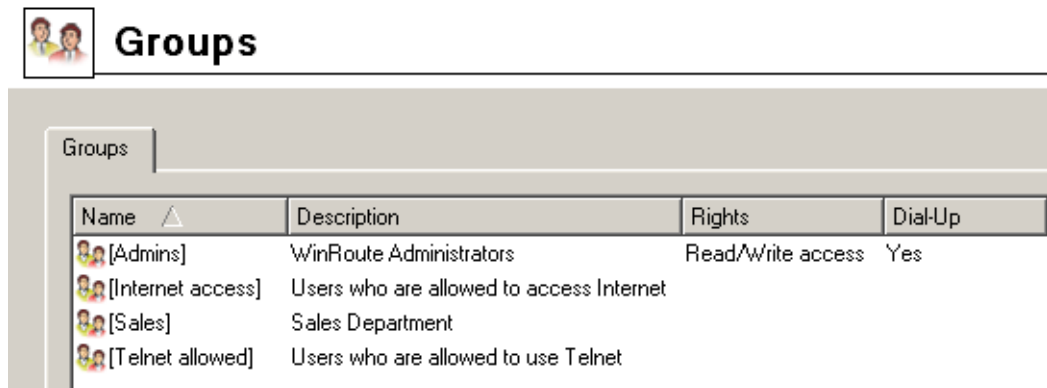 Groups
Groups
Name Description Rights Dial-Up
[Admins] WinRoute Administrators Read/Write access Yes
[Internet access] Users who are allowed to access Internet
[Sales] Sales Department
[Telnet allowed] Users who are allowed to use Telnet